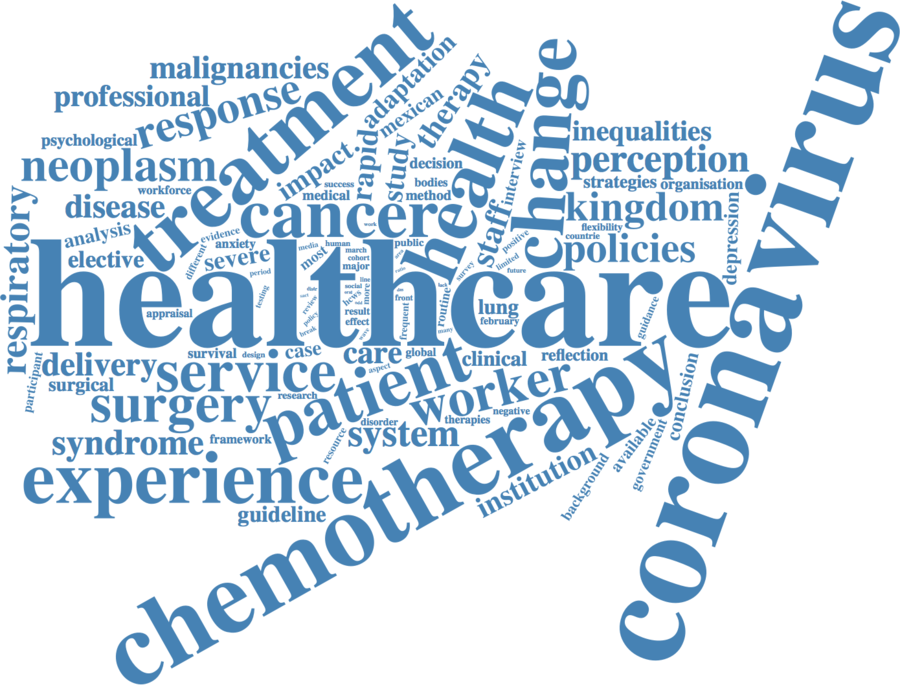 coronavirus
treatment
malignancies
professional
response
adaptation
change
health
therapy
mexican
rapid
study
inequalities
psychological
neoplasm
impact
decision
interview
perception
workforce
success
bodies
strategies organisation
disease
medical
method
cancer
staff
kingdom
depression
respiratory
analysis
evidence
work
positive
flexibility
different
anxiety
media
human
public
countrie
elective
severe
most
march
cohort
major
survey
limited
future
policies
period
healthcare
line
social
more
news
testing
review
policy
break
result
effect
front
frequent
routine
many
lung
february
guidance
appraisal
survival
design
case
care
global
clinical
reflection
participant
delivery
surgical
service
aspect
patient
worker
conclusion
research
surgery
negative
therapies
disorder
syndrome
framework
resource
system
chemotherapy
experience
institution
background
available
government
guideline